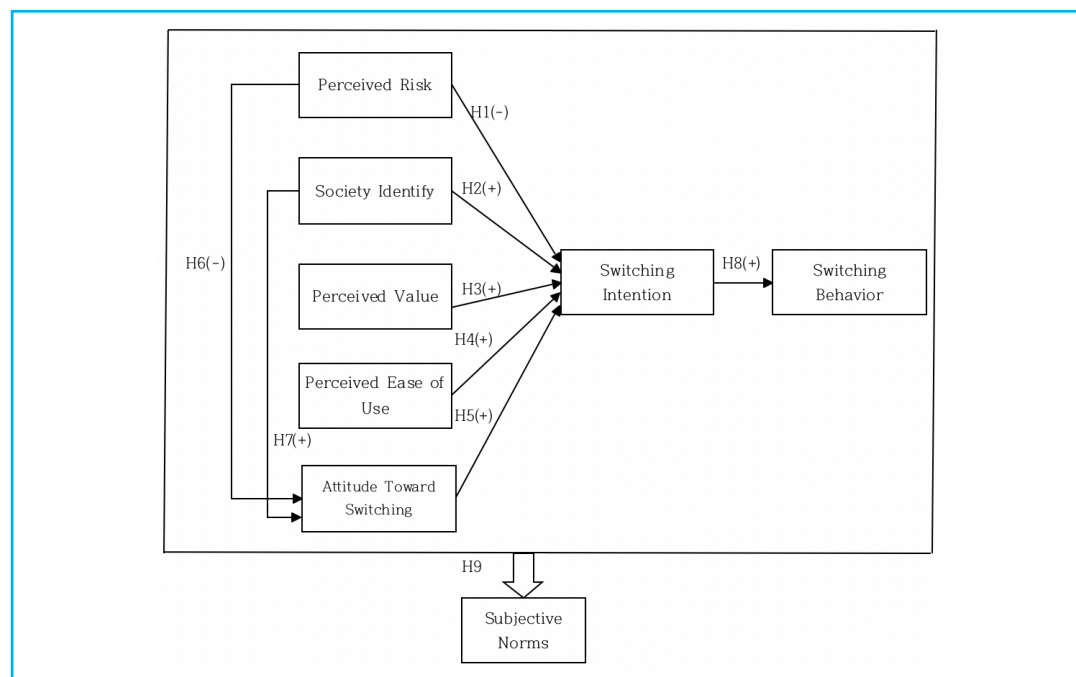 Perceived Risk
H1(-)
Society Identify
H2(+)
H6(-)
Switching
Intention
H8(+)
Switching
Behavior
Perceived Value
H3(+)
H4(+)
Perceived Ease of
Use
H5(+)
H7(+)
Attitude Toward
Switching
H9
Subjective
Norms